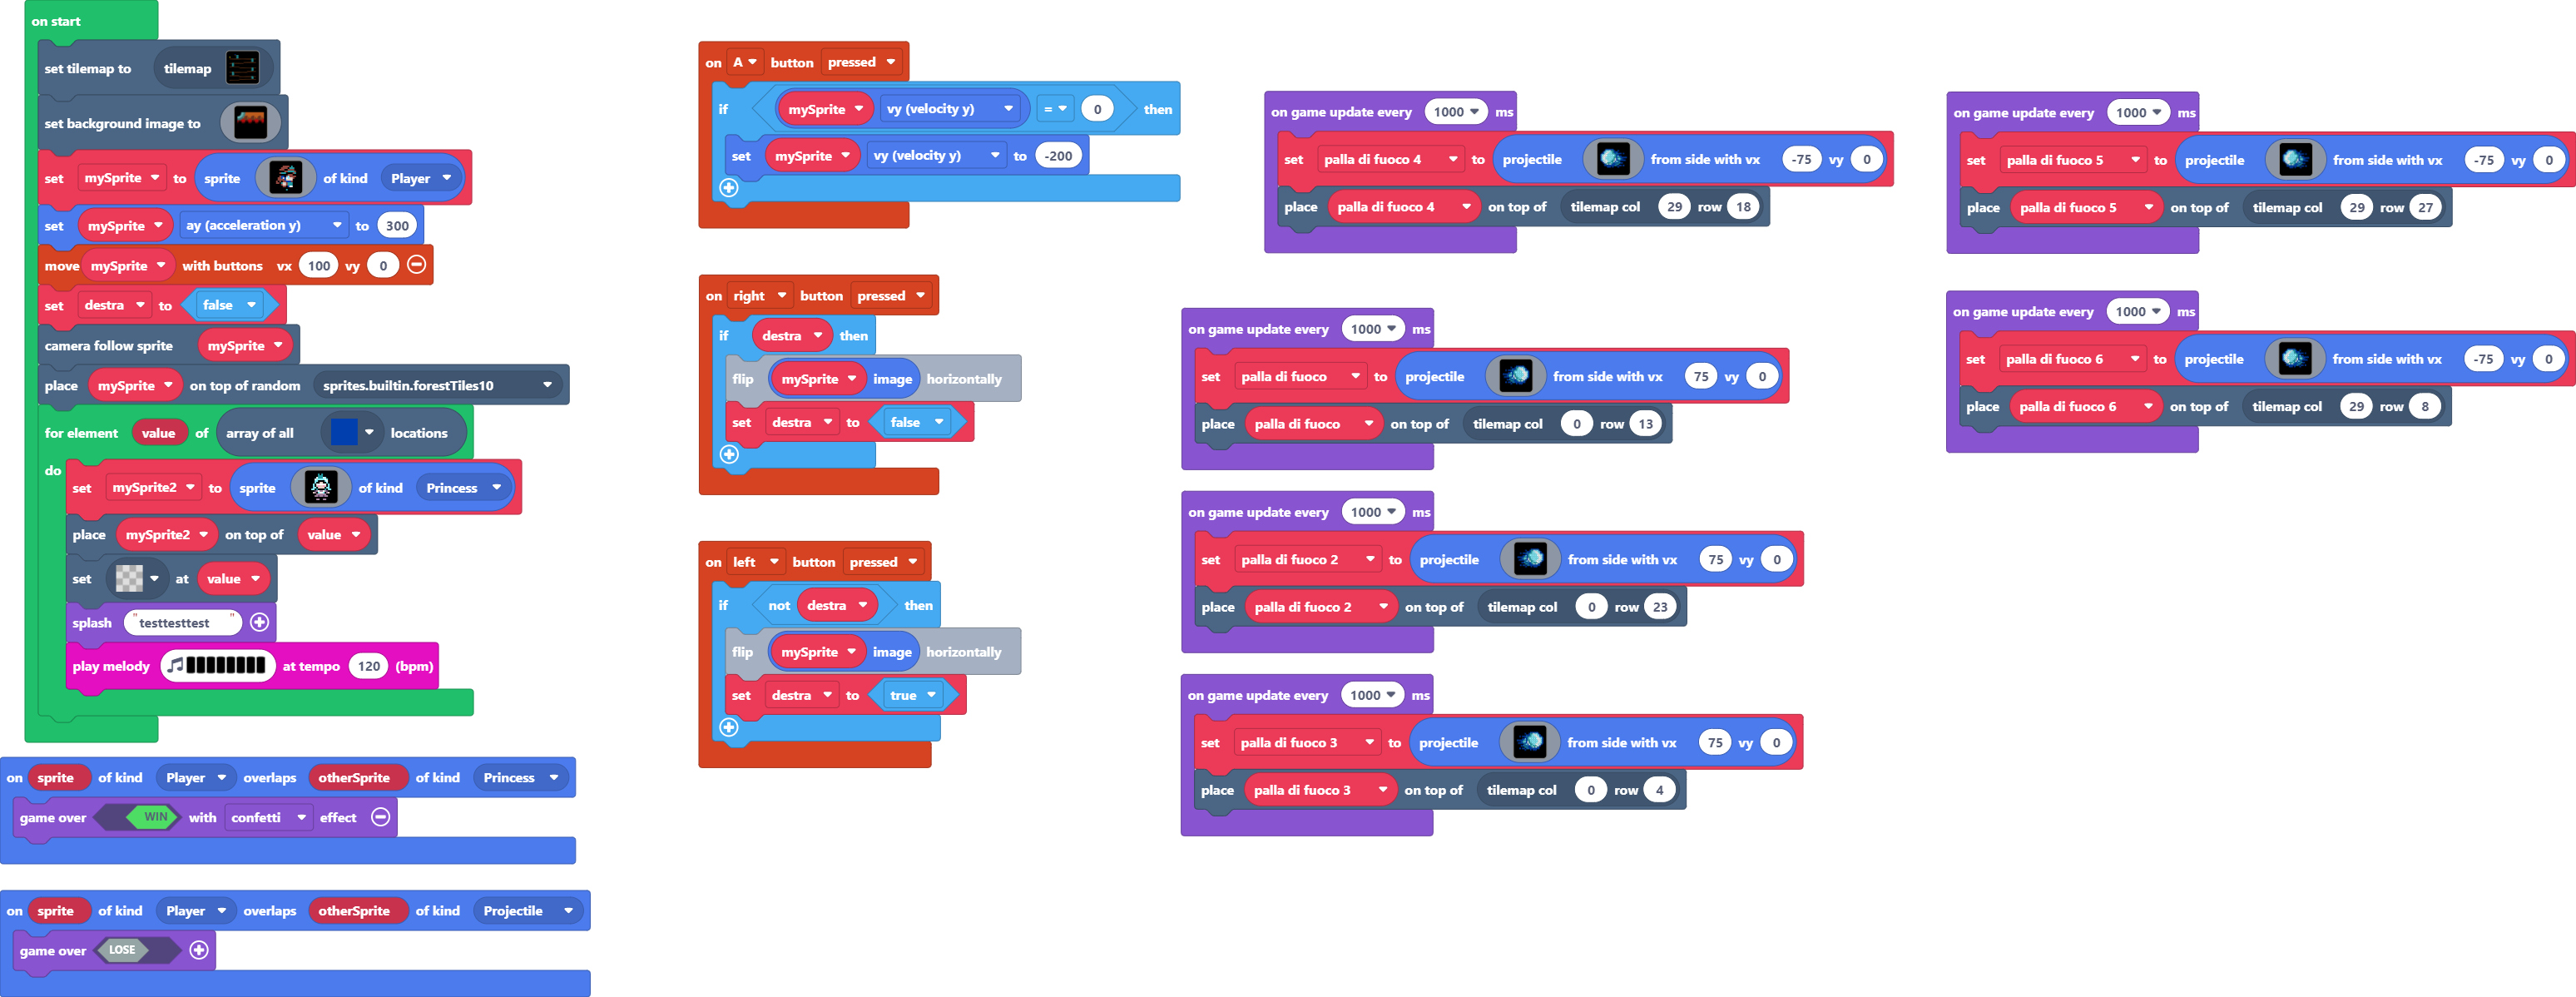 on start
set tilemap to tilemap
set background image to
set mySprite to sprite of kind Player
set mySprite ay (acceleration y) to 300
move mySprite with buttons vx 100 vy 0
set destra to false
camera follow sprite mySprite
place mySprite on top of random sprites.builtin.forestTiles10
for element value of array of all locations
do
set mySprite2 to sprite of kind Princess
place mySprite2 on top of value
set at value
splash "testtesttest"
play melody at tempo 120 (bpm)
on sprite of kind Player overlaps otherSprite of kind Princess
game over WIN with confetti effect
on sprite of kind Player overlaps otherSprite of kind Projectile
game over LOSE
on A button pressed
if mySprite vy (velocity y) = 0 then
set mySprite vy (velocity y) to -200
on right button pressed
if destra then
flip mySprite image horizontally
set destra to false
on left button pressed
if not destra then
flip mySprite image horizontally
set destra to true
on game update every 1000 ms
set palla di fuoco 4 to projectile from side with vx -75 vy 0
place palla di fuoco 4 on top of tilemap col 29 row 18
on game update every 1000 ms
set palla di fuoco to projectile from side with vx 75 vy 0
place palla di fuoco on top of tilemap col 0 row 13
on game update every 1000 ms
set palla di fuoco 2 to projectile from side with vx 75 vy 0
place palla di fuoco 2 on top of tilemap col 0 row 23
on game update every 1000 ms
set palla di fuoco 3 to projectile from side with vx 75 vy 0
place palla di fuoco 3 on top of tilemap col 0 row 4
on game update every 1000 ms
set palla di fuoco 5 to projectile from side with vx -75 vy 0
place palla di fuoco 5 on top of tilemap col 29 row 27
on game update every 1000 ms
set palla di fuoco 6 to projectile from side with vx -75 vy 0
place palla di fuoco 6 on top of tilemap col 29 row 8